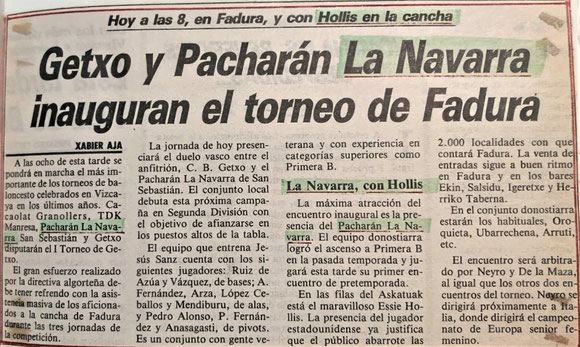 Hoy a las 8, en Fadura, y con Hollis en la cancha
Getxo y Pacharán La Navarra
inauguran el torneo de Fadura
XABIER AJA
A las ocho de esta tarde se
pondrá en marcha el más impor-
tante de los torneos de ba-
loncesto celebrados en Vizca-
ya en los últimos años. Ca-
caolat Granollers, TDK
Manresa, Pacharán La Nava-
rra San Sebastián y Getxo
disputarán el I Torneo de Ge-
txo.
El gran esfuerzo realizado
por la directiva algorteña de-
be tener refrendo con la asis-
tencia masiva de los aficiona-
dos a la cancha de Fadura
durante las tres jornadas de
la competición.
La jornada de hoy presen-
ciará el duelo vasco entre el
anfitrión, C. B. Getxo y el
Pacharán La Navarra de San
Sebastián. El conjunto local
debuta esta próxima campa-
ña en Segunda División con
el objetivo de afianzarse en
los puestos altos de la tabla.
El equipo que entrena Je-
sús Sanz cuenta con los si-
guientes jugadores: Ruiz de
Azúa y Vázquez, de bases; A.
Fernández, Arza, López Ce-
ballos y Mendiburu, de alas,
y Pedro Alonso, P. Fernán-
dez y Anasagasti, de pivots.
Es un conjunto con gente ve-
terana y con experiencia en
categorías superiores como
Primera B.
La Navarra, con Hollis
La máxima atracción del
encuentro inaugural es la pre-
sencia del Pacharán La Na-
varra. El equipo donostiarra
logró el ascenso a Primera B
en la pasada temporada y ju-
gará esta tarde su primer en-
cuentro de pretemporada.
En las filas del Askatuak
está el maravilloso Essie Ho-
llis. La presencia del jugador
estadounidense ya justifica
que el público abarrote las
2.000 localidades con que
contará Fadura. La venta de
entradas sigue a buen ritmo
en Fadura y en los bares
Ekin, Salsidu, Igeretxe y He-
rriko Taberna.
En el conjunto donostiarra
estarán los habituales, Oro-
quieta, Ubarrechena, Arruti,
etc.
El encuentro será arbitra-
do por Neyro y De la Maza,
al igual que los otros dos en-
cuentros del torneo. Neyro
dirigirá próximamente a Ita-
lia, donde dirigirá el campeo-
nato de Europa senior fe-
menino.